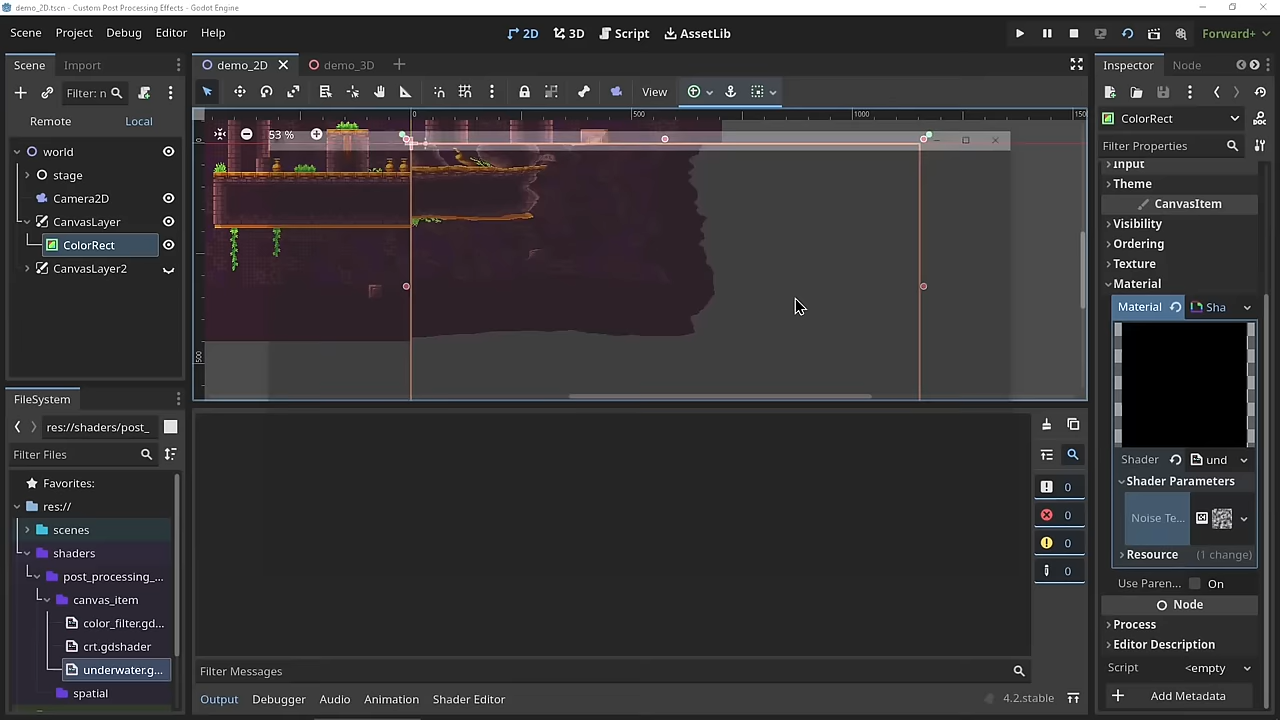 demo_2D.tscn - Custom Post Processing Effects - Godot Engine
Scene Project Debug Editor Help
2D 3D Script AssetLib
Forward+
Scene Import
demo_2D demo_3D
Inspector Node
Filter: n
View
Remote Local
ColorRect
53 %
0 500 1000 150
Filter Properties
world
stage
Camera2D
CanvasLayer
ColorRect
CanvasLayer2
0
500
Input
Theme
CanvasItem
Visibility
Ordering
Texture
Material
Material Sha
Shader und
Shader Parameters
Noise Te...
Resource (1 change)
Use Paren... On
Node
Process
Editor Description
Script <empty
Add Metadata
FileSystem
res://shaders/post_
Filter Files
Favorites:
res://
scenes
shaders
post_processing_...
canvas_item
color_filter.gd...
crt.gdshader
underwater.g...
spatial
0
0
0
0
Filter Messages
Output Debugger Audio Animation Shader Editor
4.2.stable